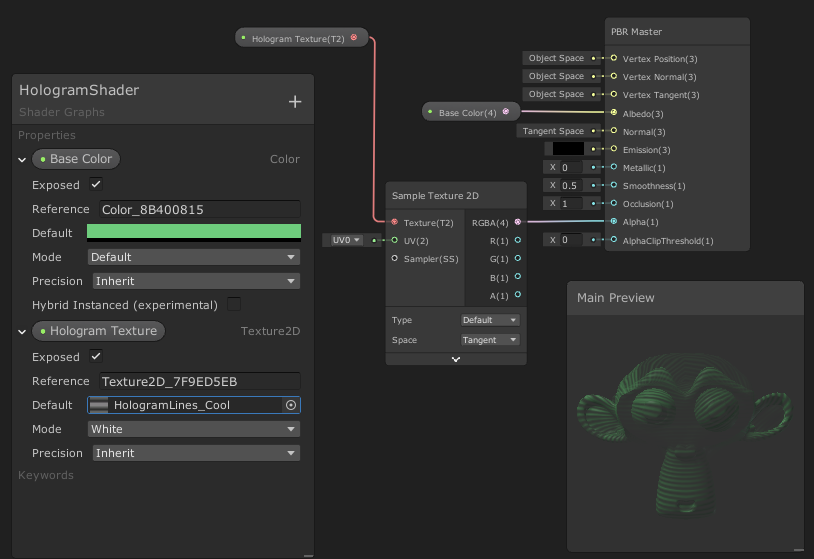 HologramShader
Shader Graphs
Properties
Base Color
Color
Exposed
Reference
Color_8B400815
Default
Mode
Default
Precision
Inherit
Hybrid Instanced (experimental)
Hologram Texture
Texture2D
Exposed
Reference
Texture2D_7F9ED5EB
Default
HologramLines_Cool
Mode
White
Precision
Inherit
Keywords
Hologram Texture(T2)
Base Color(4)
Sample Texture 2D
UV0
Texture(T2)
RGBA(4)
UV(2)
R(1)
Sampler(SS)
G(1)
B(1)
A(1)
Type
Default
Space
Tangent
PBR Master
Object Space
Vertex Position(3)
Object Space
Vertex Normal(3)
Object Space
Vertex Tangent(3)
Albedo(3)
Tangent Space
Normal(3)
Emission(3)
X 0
Metallic(1)
X 0.5
Smoothness(1)
X 1
Occlusion(1)
Alpha(1)
X 0
AlphaClipThreshold(1)
Main Preview